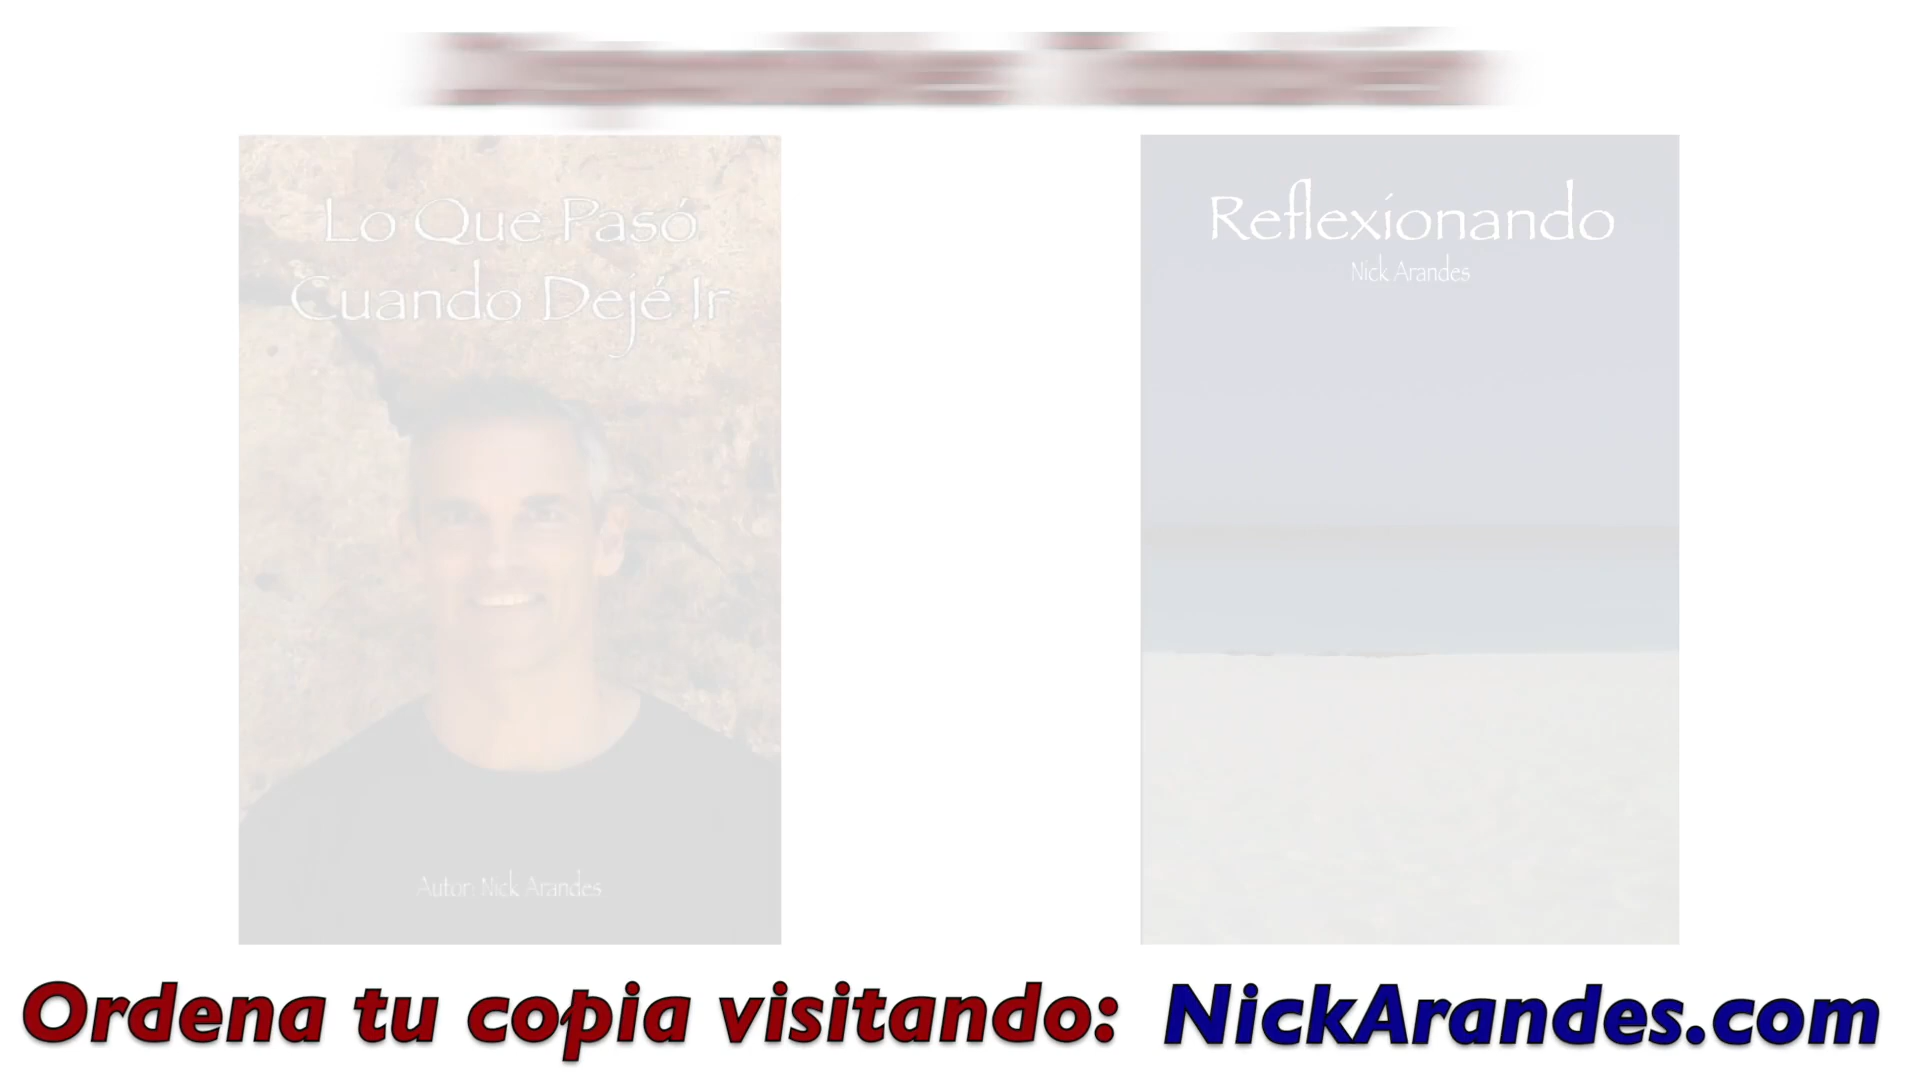 Lo Que Pasó
Cuando Dejé Ir
Autor: Nick Arandes
Reflexionando
Nick Arandes
Ordena tu copia visitando: NickArandes.com